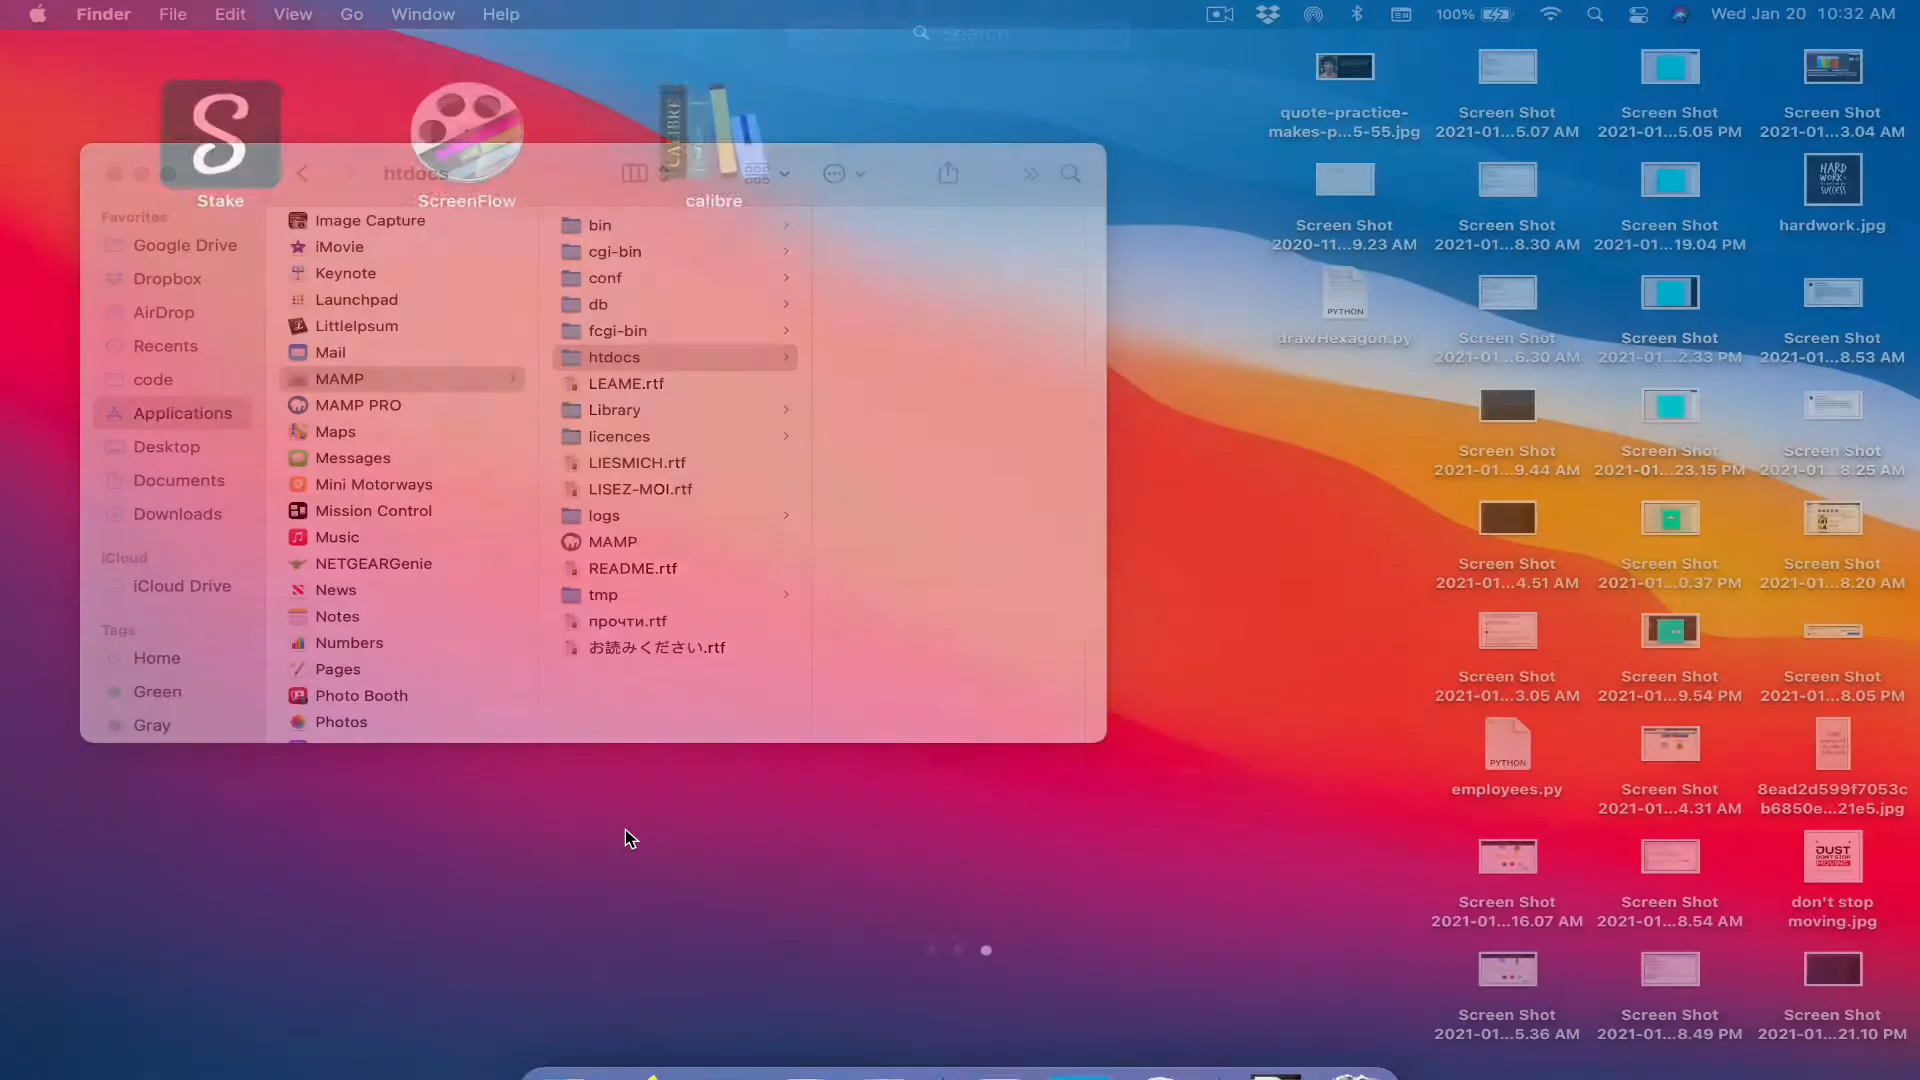 Finder File Edit View Go Window Help
100% Wed Jan 20 10:32 AM
Search
Stake
ScreenFlow
calibre
htdocs
Favorites
Google Drive
Dropbox
AirDrop
Recents
code
Applications
Desktop
Documents
Downloads
iCloud
iCloud Drive
Tags
Home
Green
Gray
Image Capture
iMovie
Keynote
Launchpad
LittleIpsum
Mail
MAMP
MAMP PRO
Maps
Messages
Mini Motorways
Mission Control
Music
NETGEARGenie
News
Notes
Numbers
Pages
Photo Booth
Photos
bin
cgi-bin
conf
db
fcgi-bin
htdocs
LEAME.rtf
Library
licences
LIESMICH.rtf
LISEZ-MOI.rtf
logs
MAMP
README.rtf
tmp
прочти.rtf
お読みください.rtf
quote-practice-
makes-p...5-55.jpg
Screen Shot
2020-11...9.23 AM
PYTHON
drawHexagon.py
Screen Shot
2021-01...5.07 AM
Screen Shot
2021-01...8.30 AM
Screen Shot
2021-01...6.30 AM
Screen Shot
2021-01...9.44 AM
Screen Shot
2021-01...4.51 AM
Screen Shot
2021-01...3.05 AM
PYTHON
employees.py
Screen Shot
2021-01...16.07 AM
Screen Shot
2021-01...5.36 AM
Screen Shot
2021-01...5.05 PM
Screen Shot
2021-01...19.04 PM
Screen Shot
2021-01...2.33 PM
Screen Shot
2021-01...23.15 PM
Screen Shot
2021-01...0.37 PM
Screen Shot
2021-01...9.54 PM
Screen Shot
2021-01...4.31 AM
Screen Shot
2021-01...8.54 AM
Screen Shot
2021-01...8.49 PM
Screen Shot
2021-01...3.04 AM
HARD
WORK
SUCCESS
hardwork.jpg
Screen Shot
2021-01...8.53 AM
Screen Shot
2021-01...8.25 AM
Screen Shot
2021-01...8.20 AM
Screen Shot
2021-01...8.05 PM
8ead2d599f7053c
b6850e...21e5.jpg
JUST
DON'T STOP
MOVING.
don't stop
moving.jpg
Screen Shot
2021-01...21.10 PM